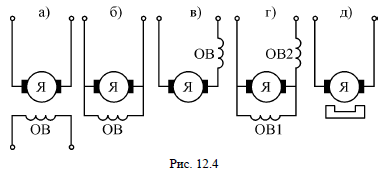 а) б) в) г) д)
ОВ ОВ2
Я Я Я Я Я
ОВ ОВ ОВ1
Рис. 12.4